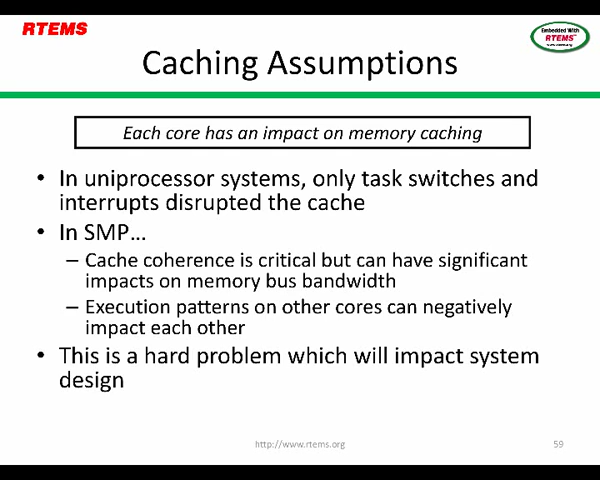 RTEMS
Embedded With
RTEMS
www.rtems.org
Caching Assumptions
Each core has an impact on memory caching
• In uniprocessor systems, only task switches and
interrupts disrupted the cache
• In SMP…
– Cache coherence is critical but can have significant
impacts on memory bus bandwidth
– Execution patterns on other cores can negatively
impact each other
• This is a hard problem which will impact system
design
http://www.rtems.org
59